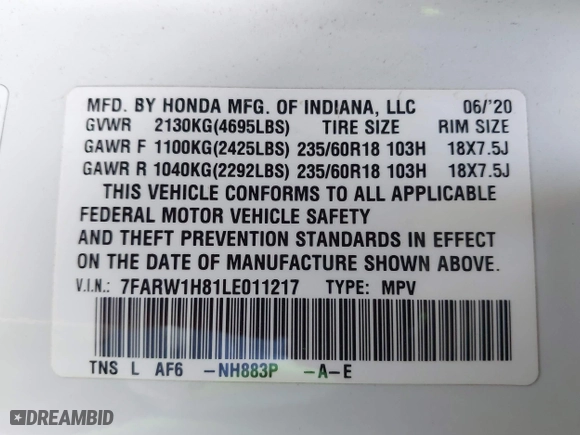 MFD. BY HONDA MFG. OF INDIANA, LLC 06/'20
GVWR 2130KG(4695LBS) TIRE SIZE RIM SIZE
GAWR F 1100KG(2425LBS) 235/60R18 103H 18X7.5J
GAWR R 1040KG(2292LBS) 235/60R18 103H 18X7.5J
THIS VEHICLE CONFORMS TO ALL APPLICABLE
FEDERAL MOTOR VEHICLE SAFETY
AND THEFT PREVENTION STANDARDS IN EFFECT
ON THE DATE OF MANUFACTURE SHOWN ABOVE.
V.I.N.: 7FARW1H81LE011217 TYPE: MPV
TNS L AF6 -NH883P -A-E
DREAMBID